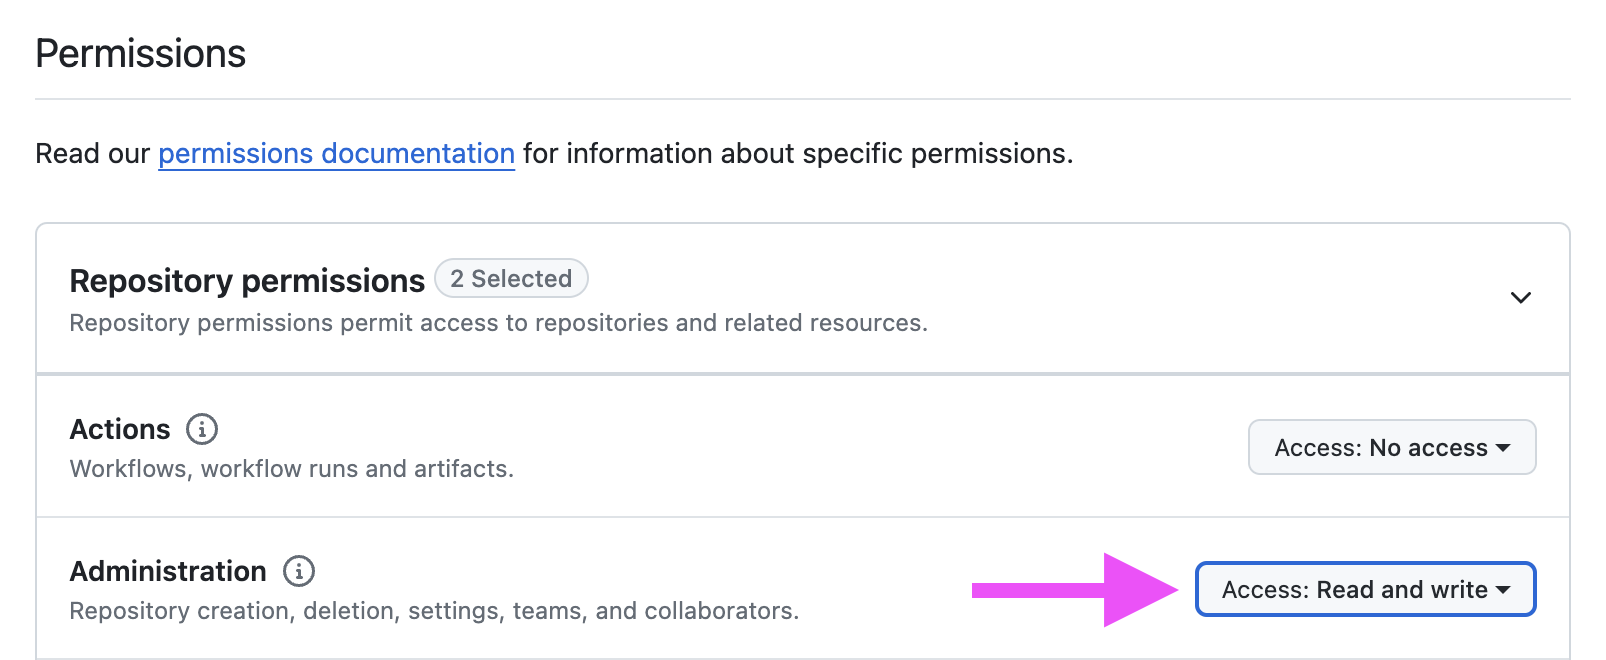 Permissions
Read our permissions documentation for information about specific permissions.
Repository permissions 2 Selected
Repository permissions permit access to repositories and related resources.
Actions
Access: No access
Workflows, workflow runs and artifacts.
Administration
Access: Read and write
Repository creation, deletion, settings, teams, and collaborators.